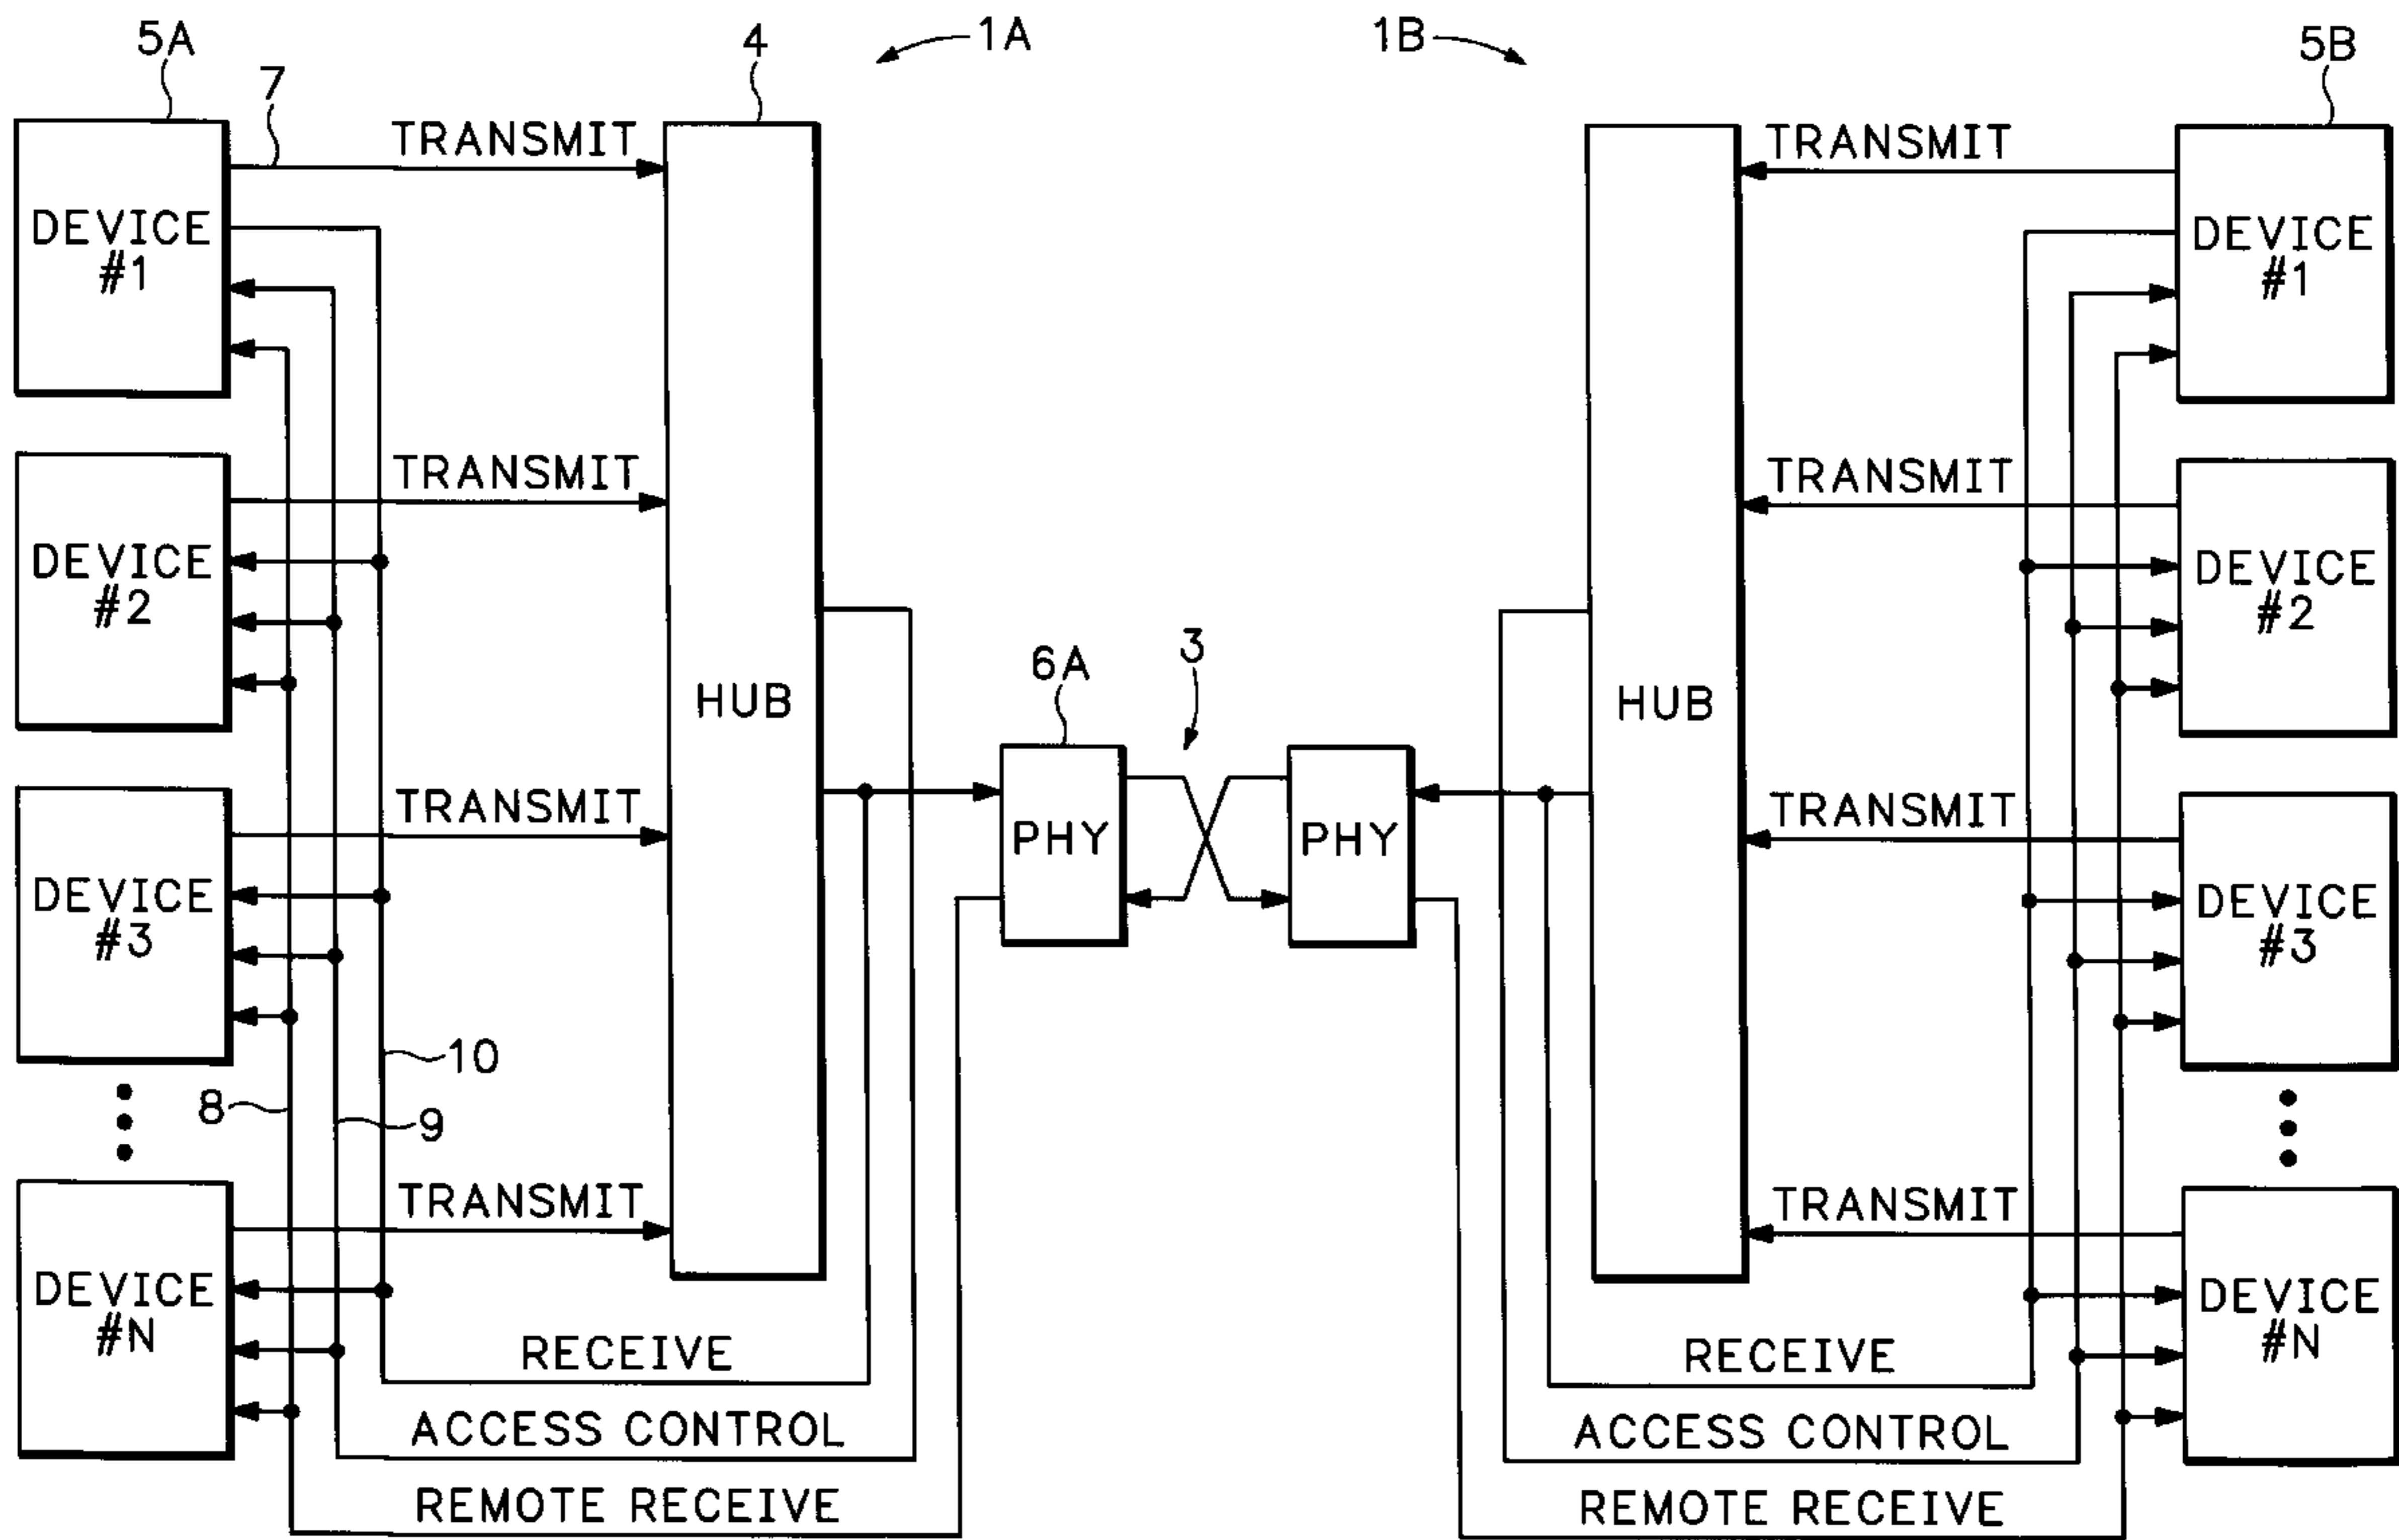 5A
4
1A
1B
5B
7
TRANSMIT
TRANSMIT
DEVICE
#1
DEVICE
#1
TRANSMIT
TRANSMIT
DEVICE
#2
DEVICE
#2
6A
3
HUB
HUB
TRANSMIT
TRANSMIT
PHY
PHY
DEVICE
#3
DEVICE
#3
10
8
9
TRANSMIT
TRANSMIT
DEVICE
#N
DEVICE
#N
RECEIVE
RECEIVE
ACCESS CONTROL
ACCESS CONTROL
REMOTE RECEIVE
REMOTE RECEIVE